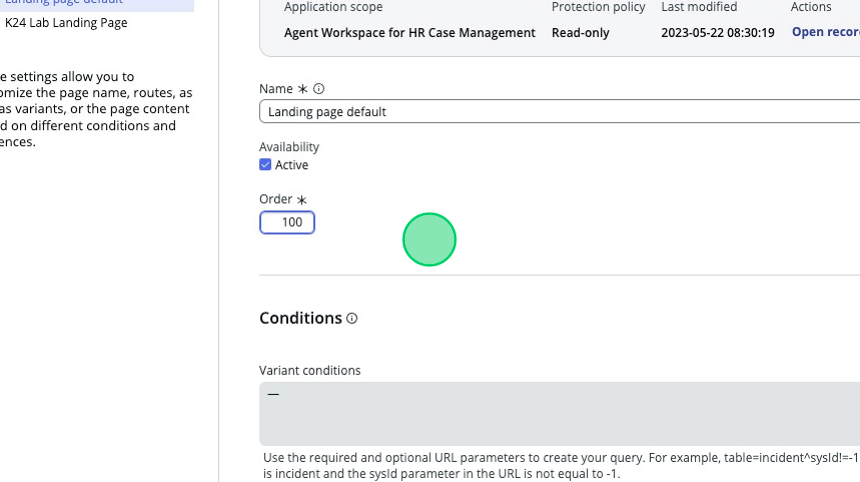 Landing page default
K24 Lab Landing Page
e settings allow you to
omize the page name, routes, as
as variants, or the page content
d on different conditions and
ences.
Application scope
Protection policy
Last modified
Actions
Agent Workspace for HR Case Management
Read-only
2023-05-22 08:30:19
Open recor
Name *
Landing page default
Availability
Active
Order *
100
Conditions
Variant conditions
—
Use the required and optional URL parameters to create your query. For example, table=incident^sysId!=-1
is incident and the sysId parameter in the URL is not equal to -1.